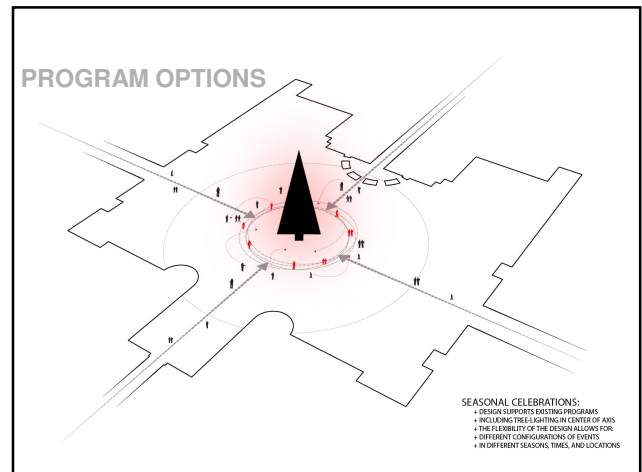 PROGRAM OPTIONS
SEASONAL CELEBRATIONS:
+ DESIGN SUPPORTS EXISTING PROGRAMS
+ INCLUDING TREE-LIGHTING IN CENTER OF AXIS
+ THE FLEXIBILITY OF THE DESIGN ALLOWS FOR:
+ DIFFERENT CONFIGURATIONS OF EVENTS
+ IN DIFFERENT SEASONS, TIMES, AND LOCATIONS